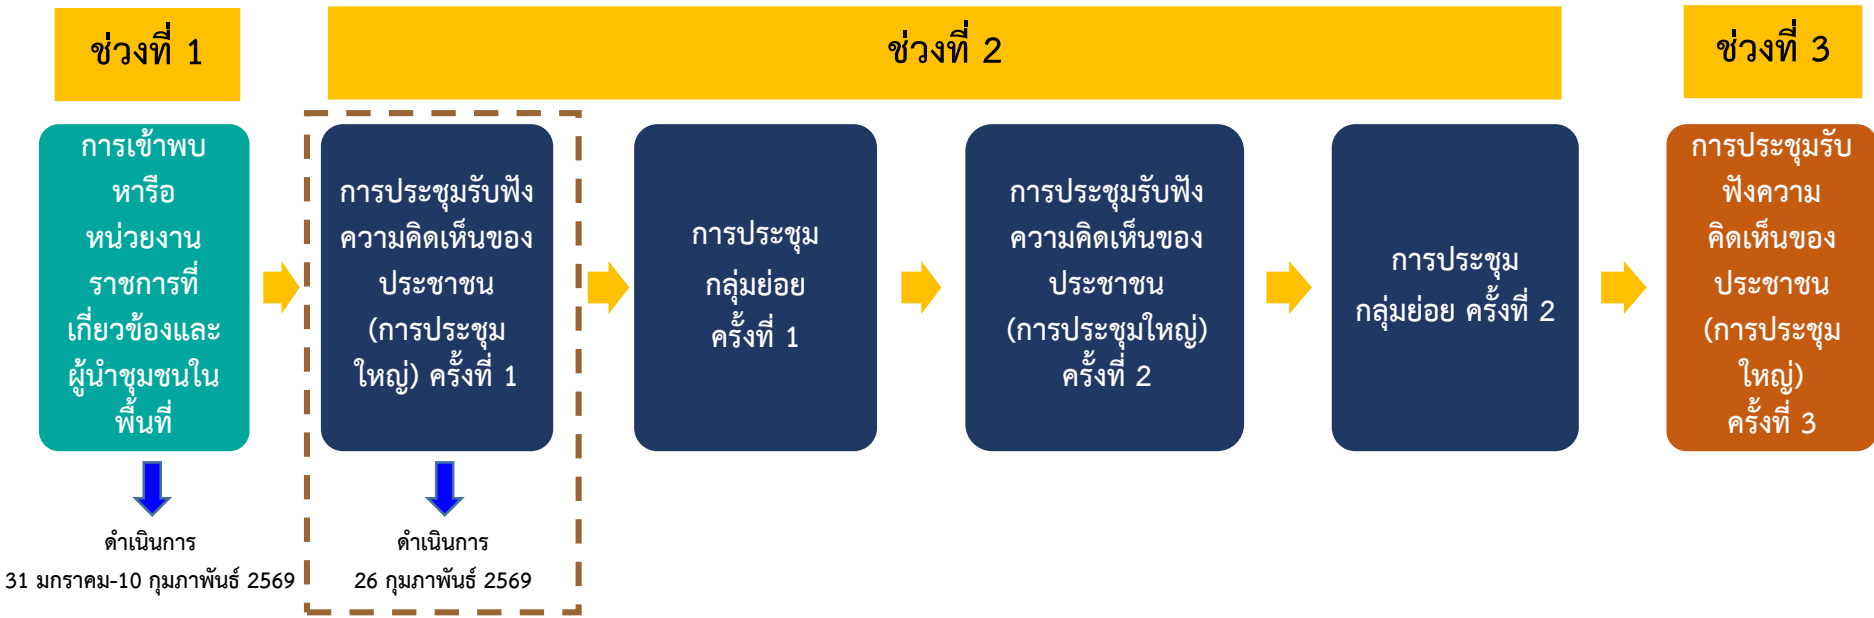 ช่วงที่ 1
ช่วงที่ 2
ช่วงที่ 3
การเข้าพบ
หารือ
หน่วยงาน
ราชการที่
เกี่ยวข้องและ
ผู้นำชุมชนใน
พื้นที่
การประชุมรับฟัง
ความคิดเห็นของ
ประชาชน
(การประชุม
ใหญ่) ครั้งที่ 1
การประชุม
กลุ่มย่อย
ครั้งที่ 1
การประชุมรับฟัง
ความคิดเห็นของ
ประชาชน
(การประชุมใหญ่)
ครั้งที่ 2
การประชุม
กลุ่มย่อย ครั้งที่ 2
การประชุมรับ
ฟังความ
คิดเห็นของ
ประชาชน
(การประชุม
ใหญ่)
ครั้งที่ 3
ดำเนินการ
31 มกราคม-10 กุมภาพันธ์ 2569
ดำเนินการ
26 กุมภาพันธ์ 2569